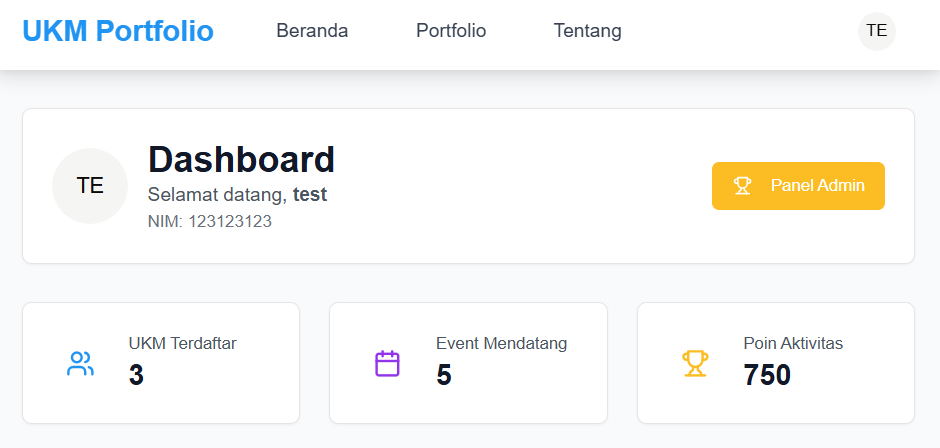 UKM Portfolio Beranda Portfolio Tentang TE
TE
Dashboard
Selamat datang, test
NIM: 123123123
Panel Admin
UKM Terdaftar
3
Event Mendatang
5
Poin Aktivitas
750